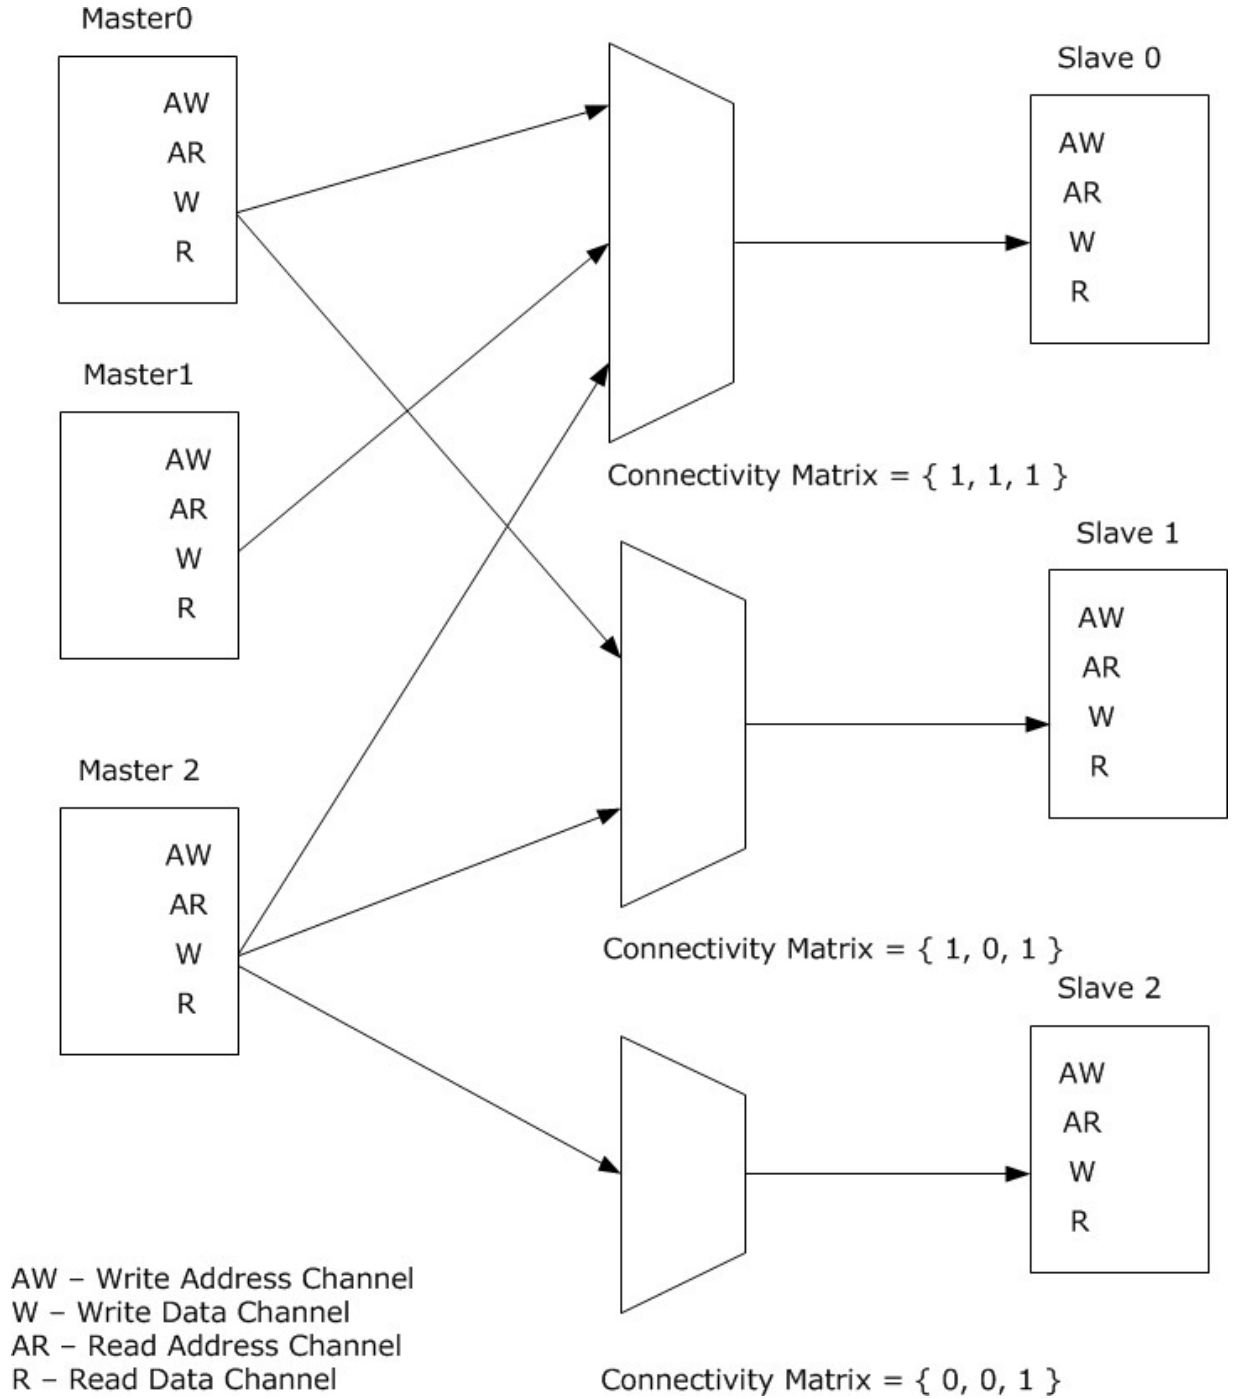 Master0
AW
AR
W
R
Slave 0
AW
AR
W
R
Master1
AW
AR
W
R
Connectivity Matrix = { 1, 1, 1 }
Slave 1
AW
AR
W
R
Master 2
AW
AR
W
R
Connectivity Matrix = { 1, 0, 1 }
Slave 2
AW
AR
W
R
AW – Write Address Channel
W – Write Data Channel
AR – Read Address Channel
R – Read Data Channel
Connectivity Matrix = { 0, 0, 1 }